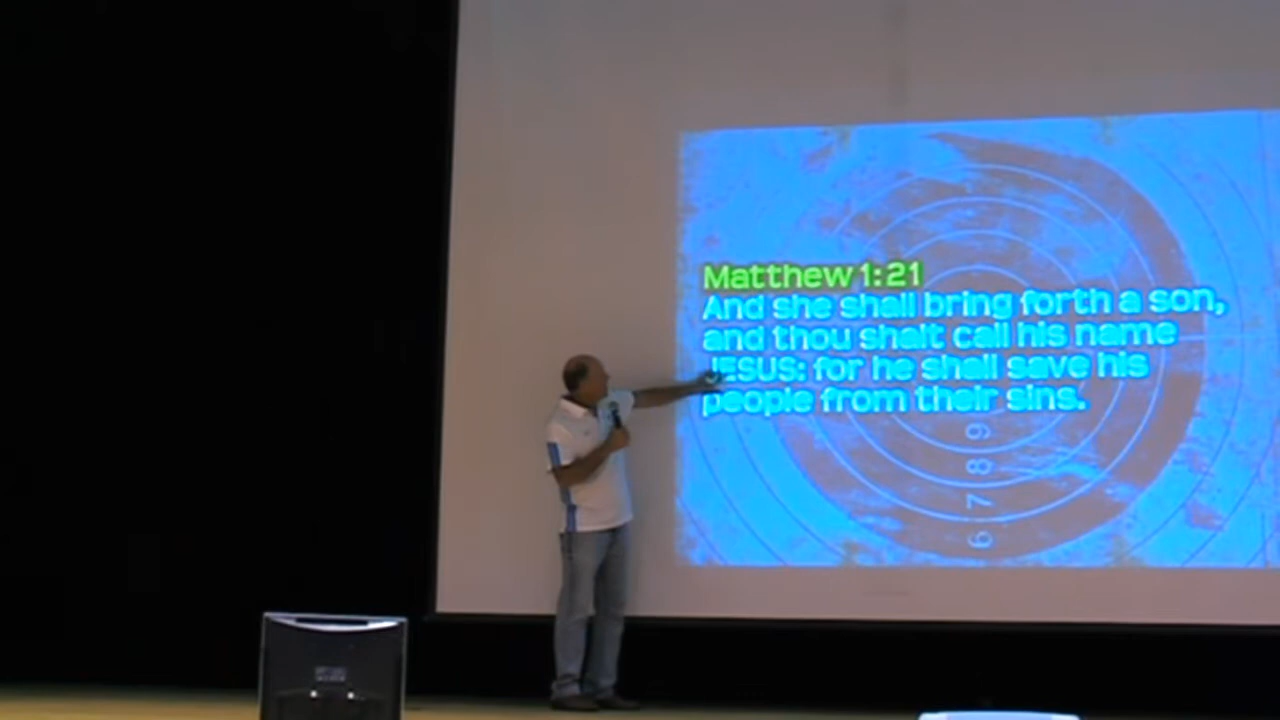 Matthew 1:21
And she shall bring forth a son,
and thou shalt call his name
JESUS: for he shall save his
people from their sins.
9
8
7
6